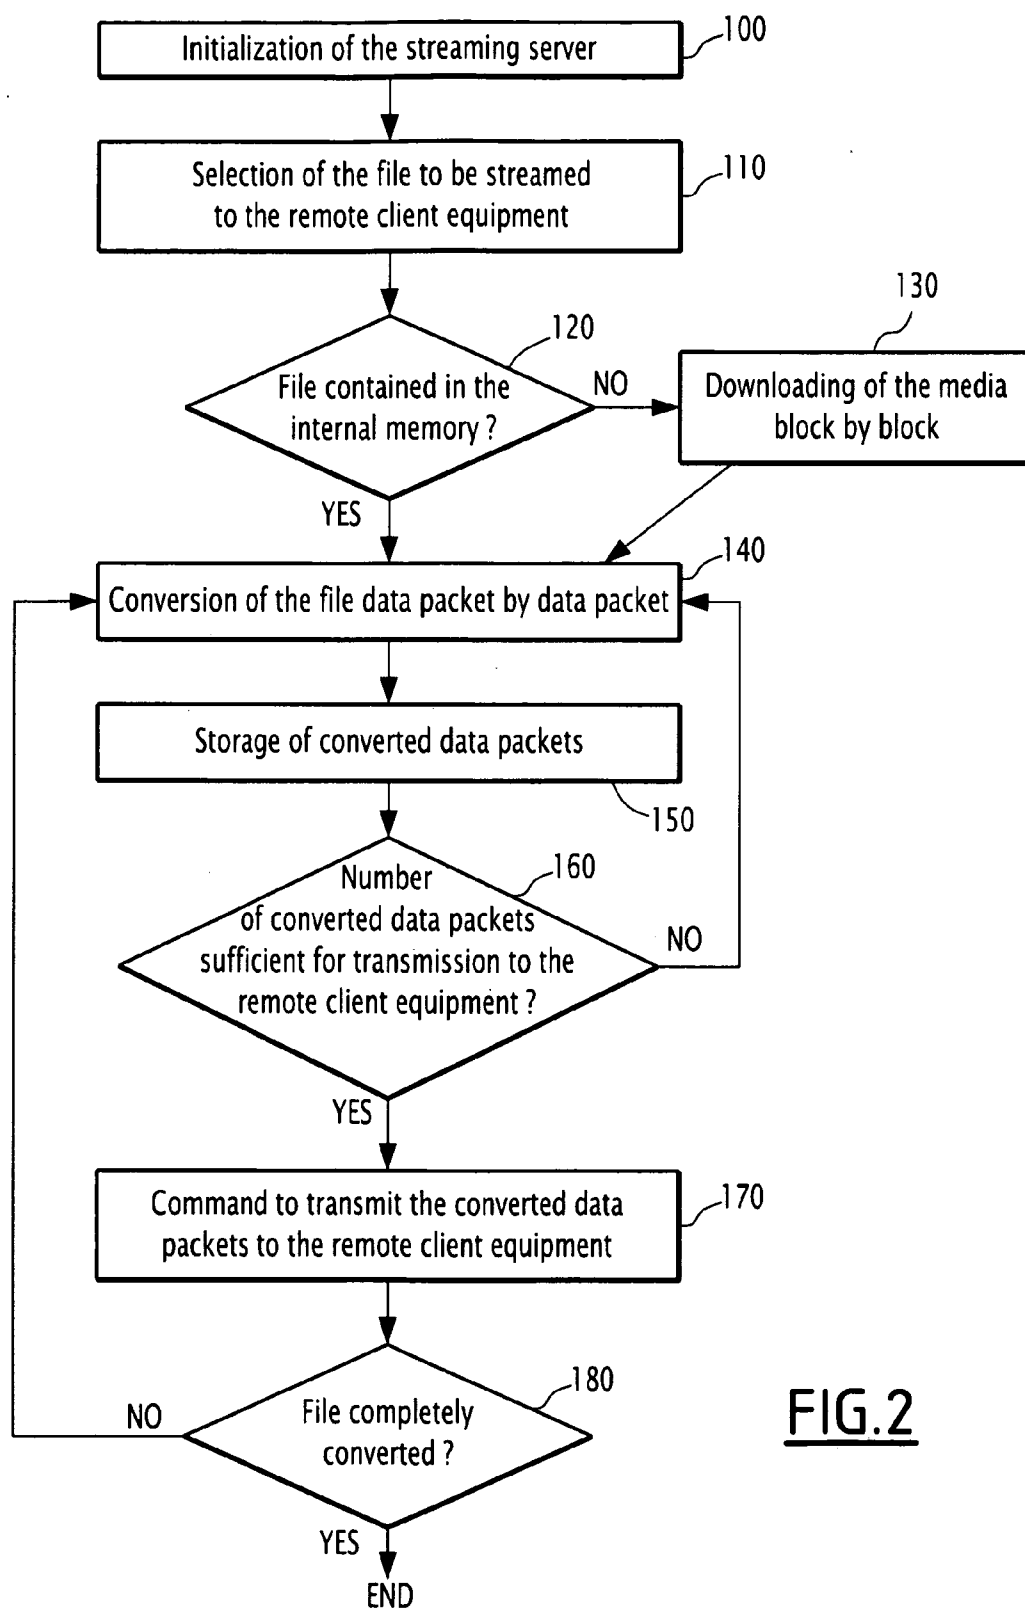 Initialization of the streaming server
100
Selection of the file to be streamed
to the remote client equipment
110
File contained in the
internal memory ?
120
NO
130
Downloading of the media
block by block
YES
140
Conversion of the file data packet by data packet
Storage of converted data packets
150
Number
of converted data packets
sufficient for transmission to the
remote client equipment ?
160
NO
YES
Command to transmit the converted data
packets to the remote client equipment
170
File completely
converted ?
180
NO
YES
END
FIG.2